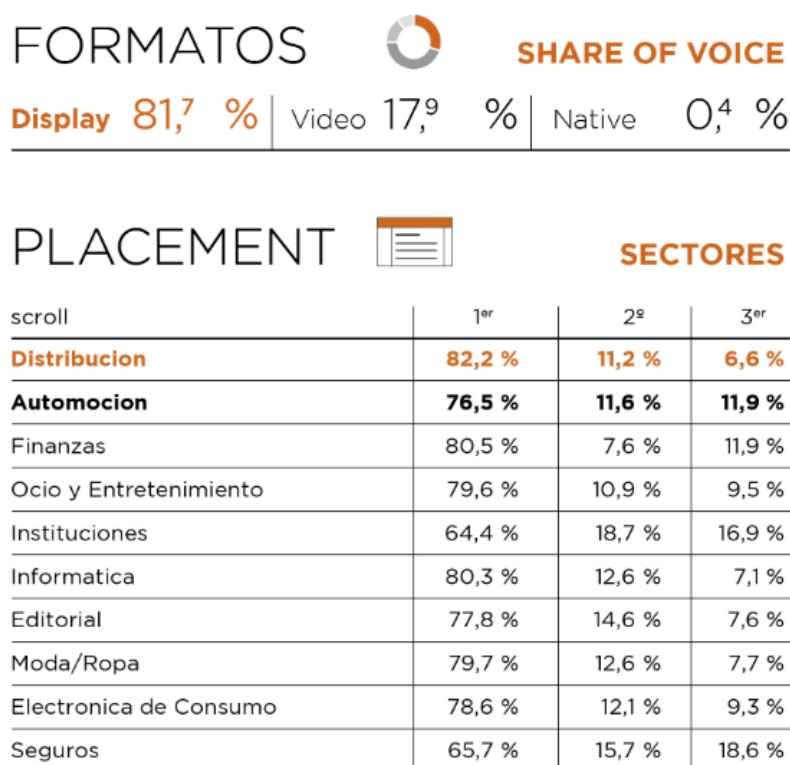 FORMATOS
SHARE OF VOICE
Display 81,⁷ % Video 17,⁹ % Native 0,⁴ %
PLACEMENT
SECTORES
scroll 1ᵉʳ 2º 3ᵉʳ
Distribucion 82,2 % 11,2 % 6,6 %
Automocion 76,5 % 11,6 % 11,9 %
Finanzas 80,5 % 7,6 % 11,9 %
Ocio y Entretenimiento 79,6 % 10,9 % 9,5 %
Instituciones 64,4 % 18,7 % 16,9 %
Informatica 80,3 % 12,6 % 7,1 %
Editorial 77,8 % 14,6 % 7,6 %
Moda/Ropa 79,7 % 12,6 % 7,7 %
Electronica de Consumo 78,6 % 12,1 % 9,3 %
Seguros 65,7 % 15,7 % 18,6 %